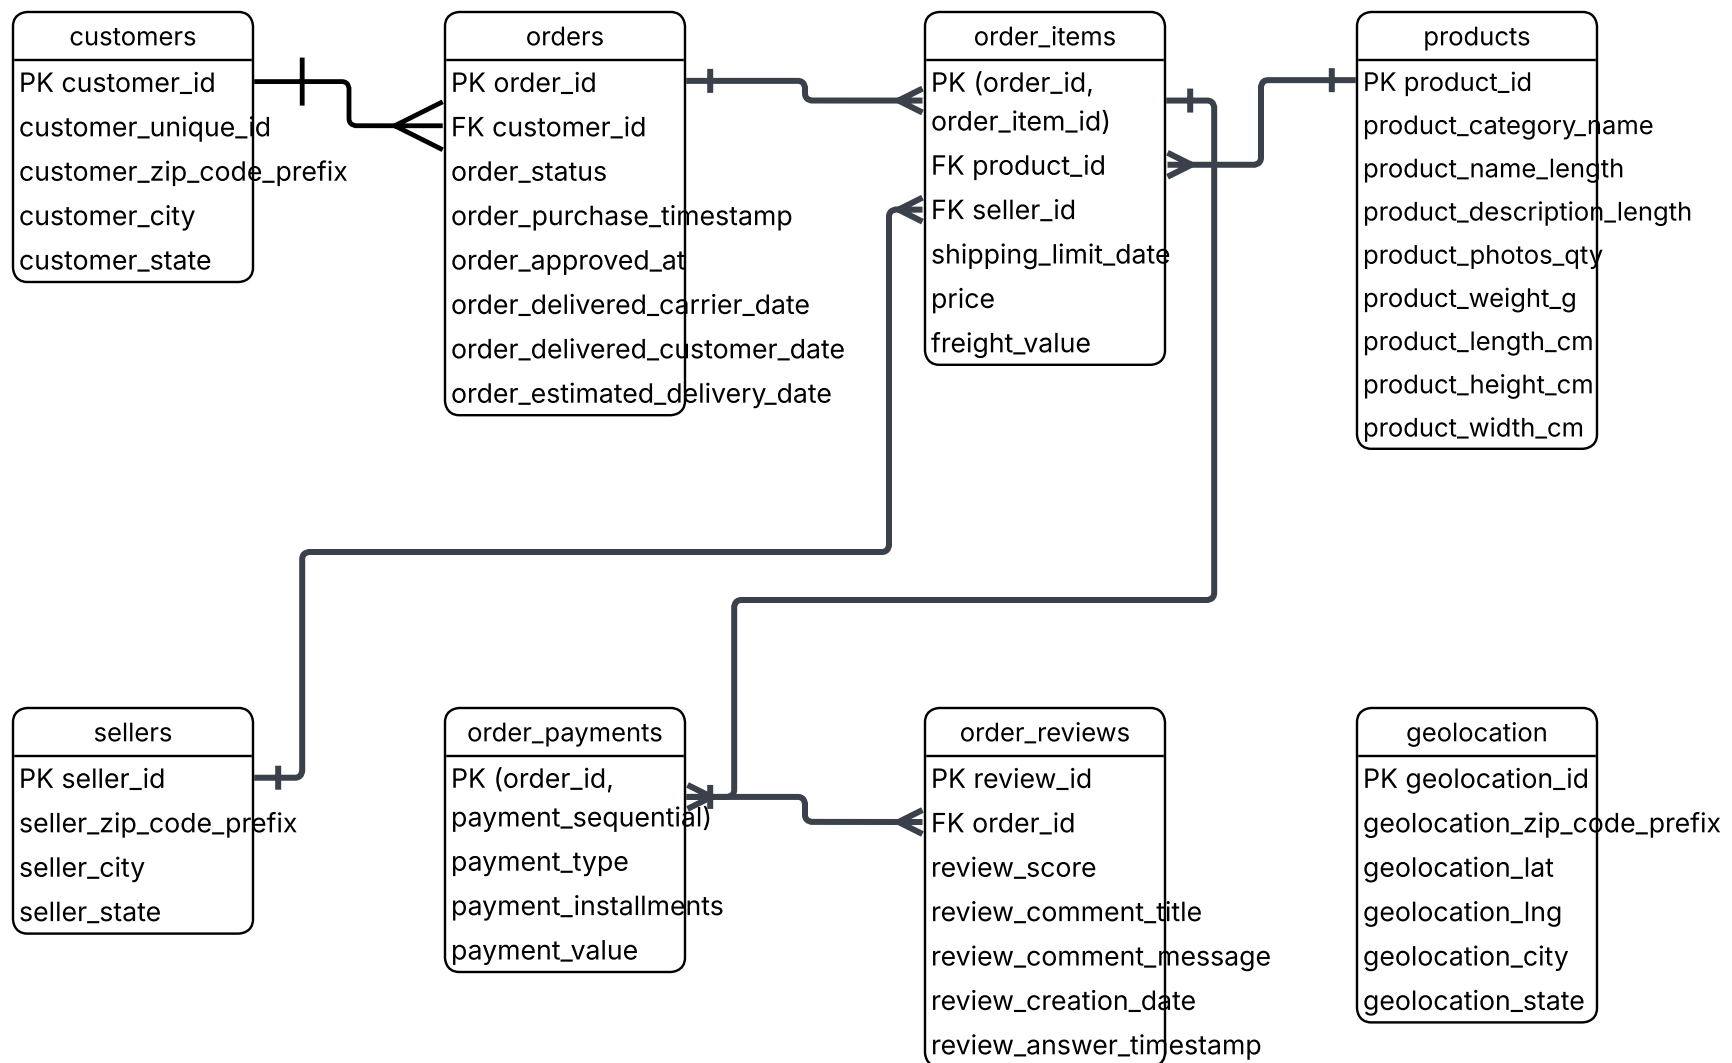 customers
PK customer_id
customer_unique_id
customer_zip_code_prefix
customer_city
customer_state
orders
PK order_id
FK customer_id
order_status
order_purchase_timestamp
order_approved_at
order_delivered_carrier_date
order_delivered_customer_date
order_estimated_delivery_date
order_items
PK (order_id,
order_item_id)
FK product_id
FK seller_id
shipping_limit_date
price
freight_value
products
PK product_id
product_category_name
product_name_length
product_description_length
product_photos_qty
product_weight_g
product_length_cm
product_height_cm
product_width_cm
sellers
PK seller_id
seller_zip_code_prefix
seller_city
seller_state
order_payments
PK (order_id,
payment_sequential)
payment_type
payment_installments
payment_value
order_reviews
PK review_id
FK order_id
review_score
review_comment_title
review_comment_message
review_creation_date
review_answer_timestamp
geolocation
PK geolocation_id
geolocation_zip_code_prefix
geolocation_lat
geolocation_lng
geolocation_city
geolocation_state